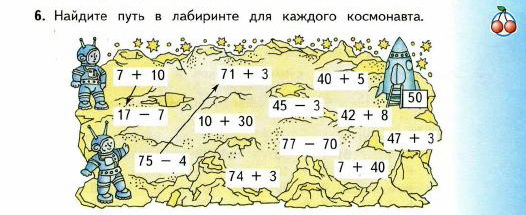 6. Найдите путь в лабиринте для каждого космонавта.
7 + 10
71 + 3
40 + 5
50
17 − 7
10 + 30
45 − 3
42 + 8
47 + 3
75 − 4
77 − 70
74 + 3
7 + 40